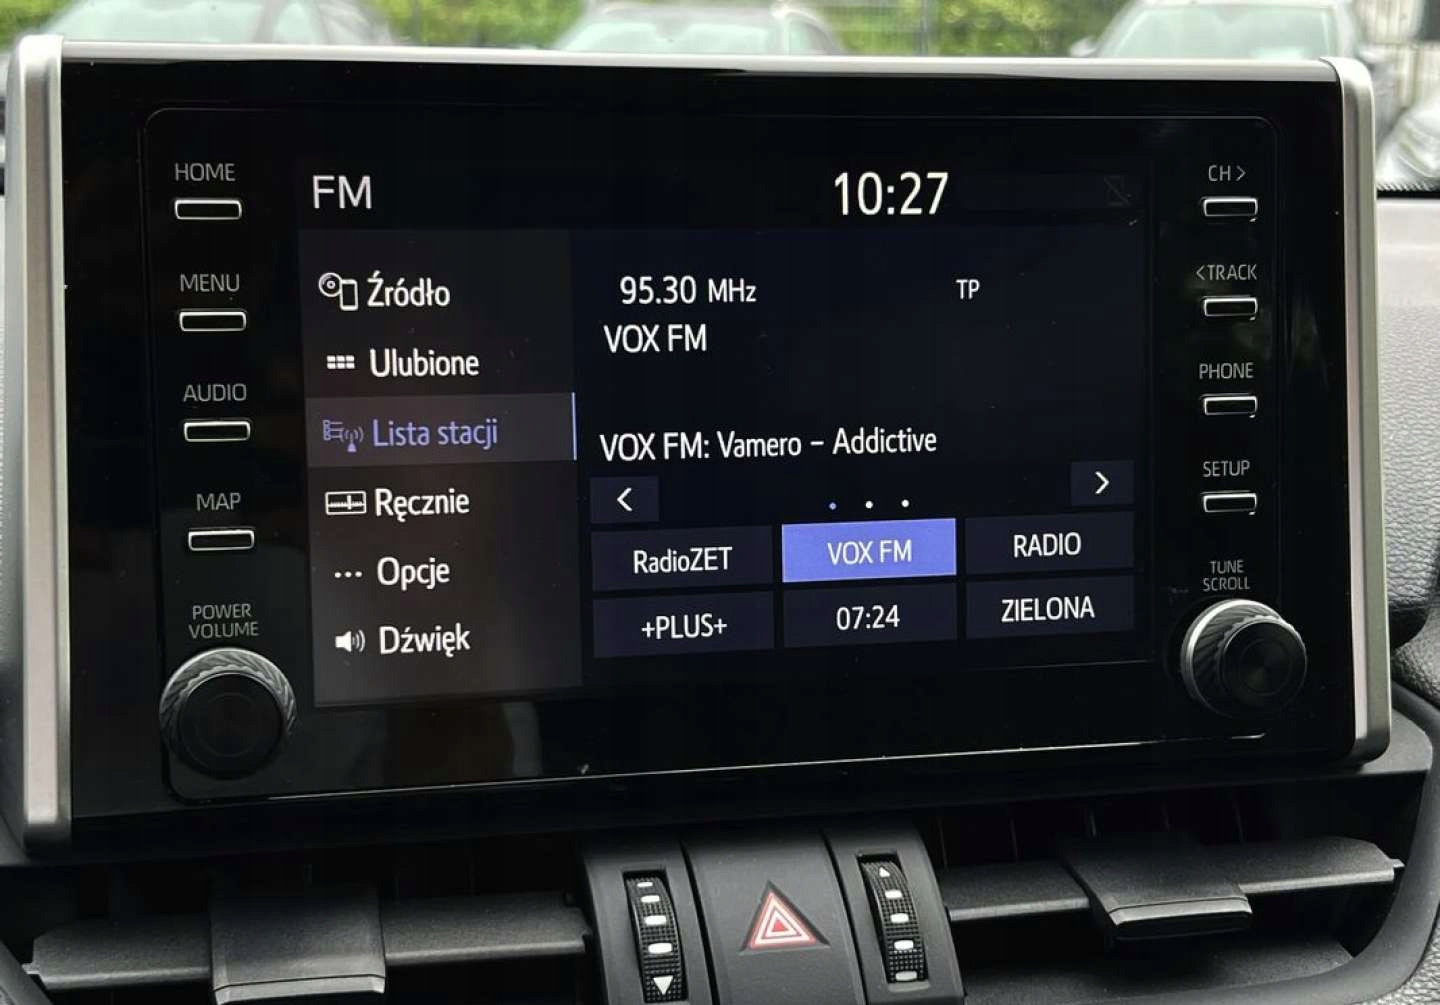 HOME
FM
10:27
CH >
MENU
Źródło
95.30 MHz
TP
<TRACK
VOX FM
Ulubione
AUDIO
PHONE
Lista stacji
VOX FM: Vamero - Addictive
MAP
Ręcznie
SETUP
< >
RadioZET
VOX FM
RADIO
Opcje
TUNE
SCROLL
POWER
VOLUME
Dźwięk
+PLUS+
07:24
ZIELONA